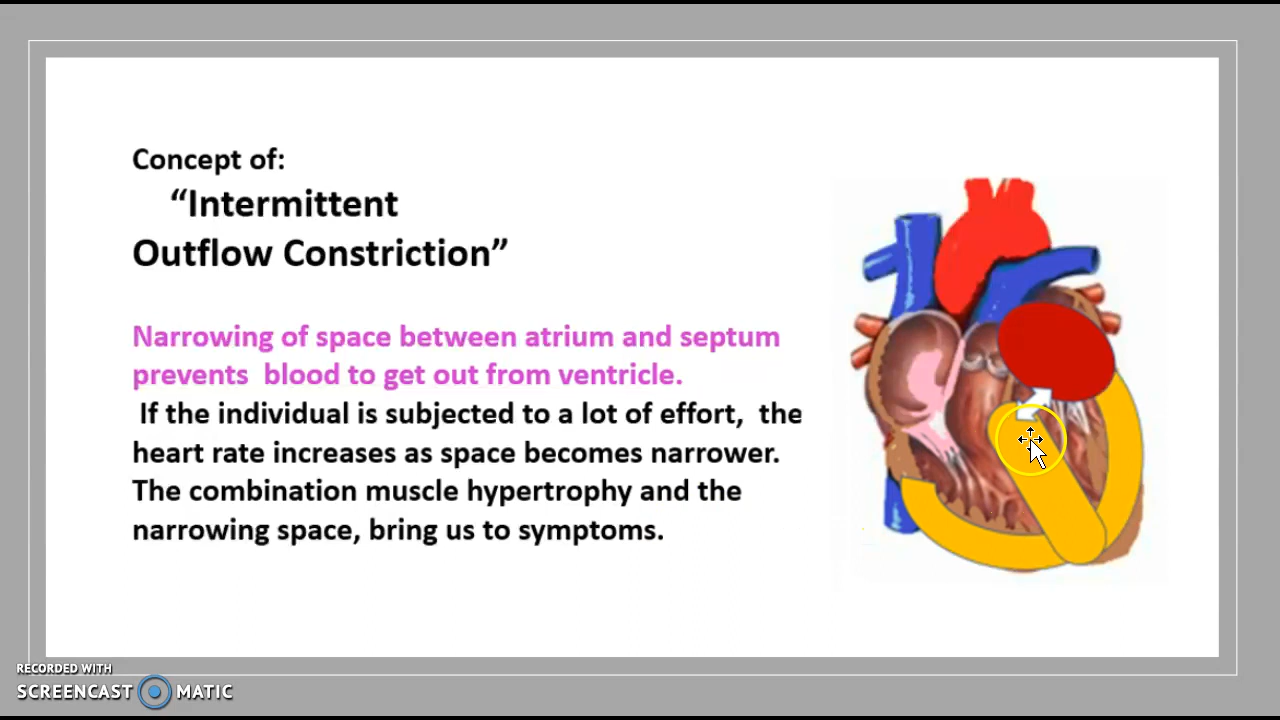 Concept of:
“Intermittent
Outflow Constriction”
Narrowing of space between atrium and septum
prevents  blood to get out from ventricle.
If the individual is subjected to a lot of effort,  the
heart rate increases as space becomes narrower.
The combination muscle hypertrophy and the
narrowing space, bring us to symptoms.
RECORDED WITH
SCREENCAST MATIC